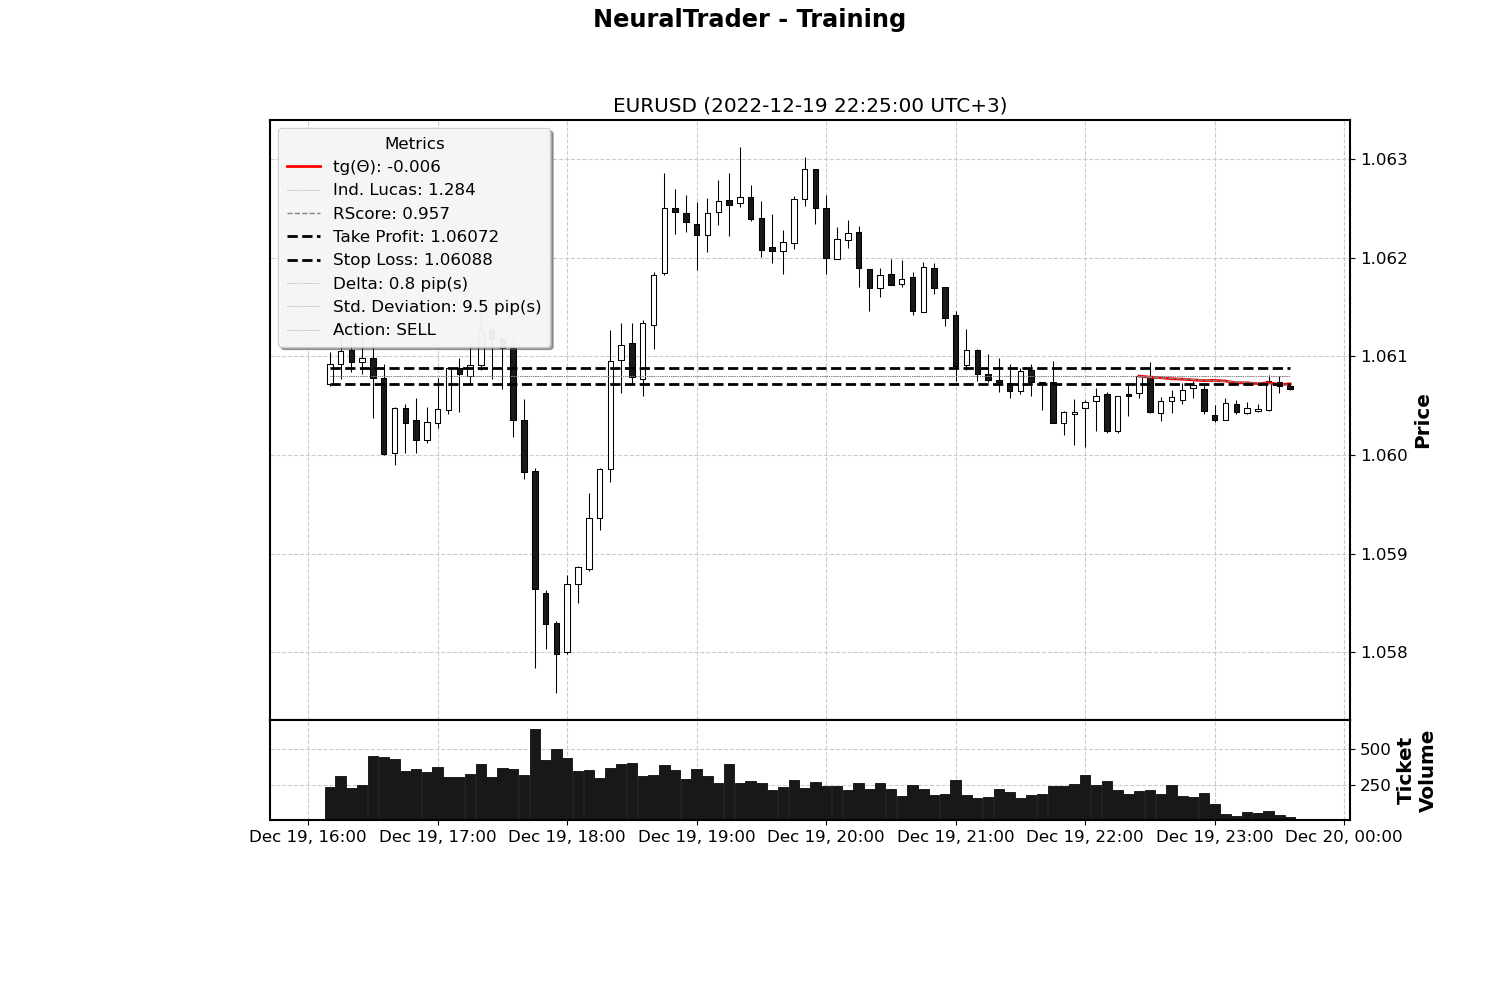 NeuralTrader - Training
EURUSD (2022-12-19 22:25:00 UTC+3)
Metrics
tg(Θ): -0.006
Ind. Lucas: 1.284
RScore: 0.957
Take Profit: 1.06072
Stop Loss: 1.06088
Delta: 0.8 pip(s)
Std. Deviation: 9.5 pip(s)
Action: SELL
1.063
1.062
1.061
1.060
1.059
1.058
Price
500
250
Ticket
Volume
Dec 19, 16:00 Dec 19, 17:00 Dec 19, 18:00 Dec 19, 19:00 Dec 19, 20:00 Dec 19, 21:00 Dec 19, 22:00 Dec 19, 23:00 Dec 20, 00:00